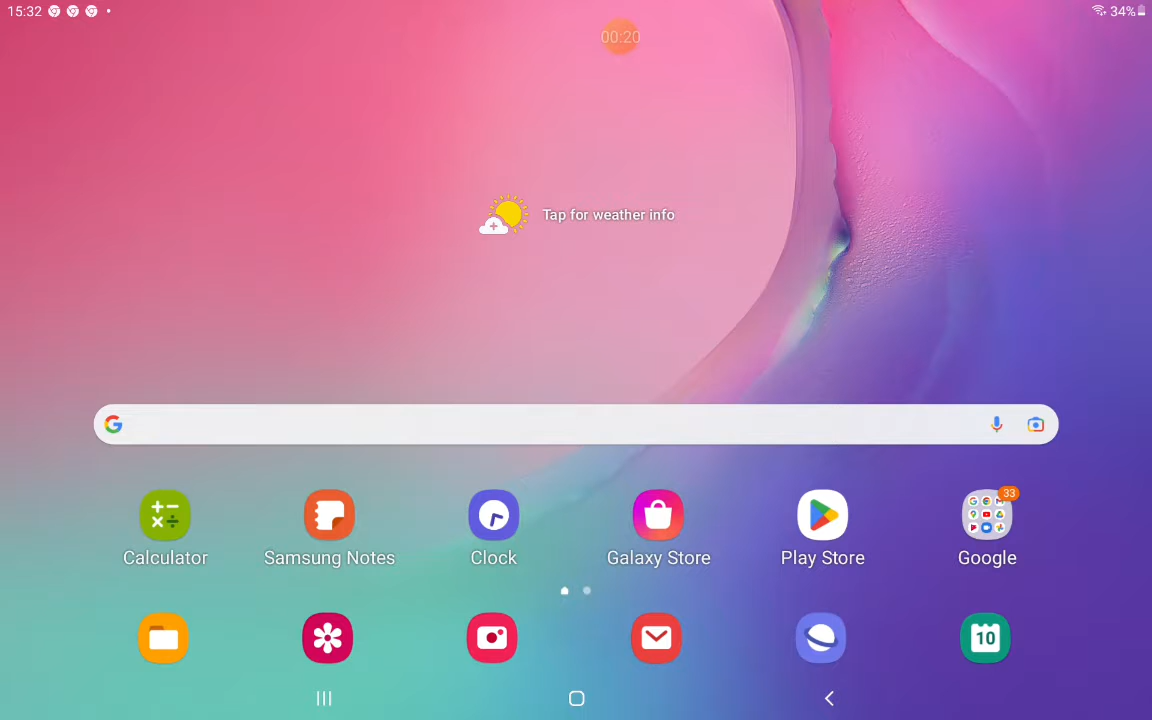 15:32 34%
00:20
Tap for weather info
Calculator Samsung Notes Clock Galaxy Store Play Store Google
33
10